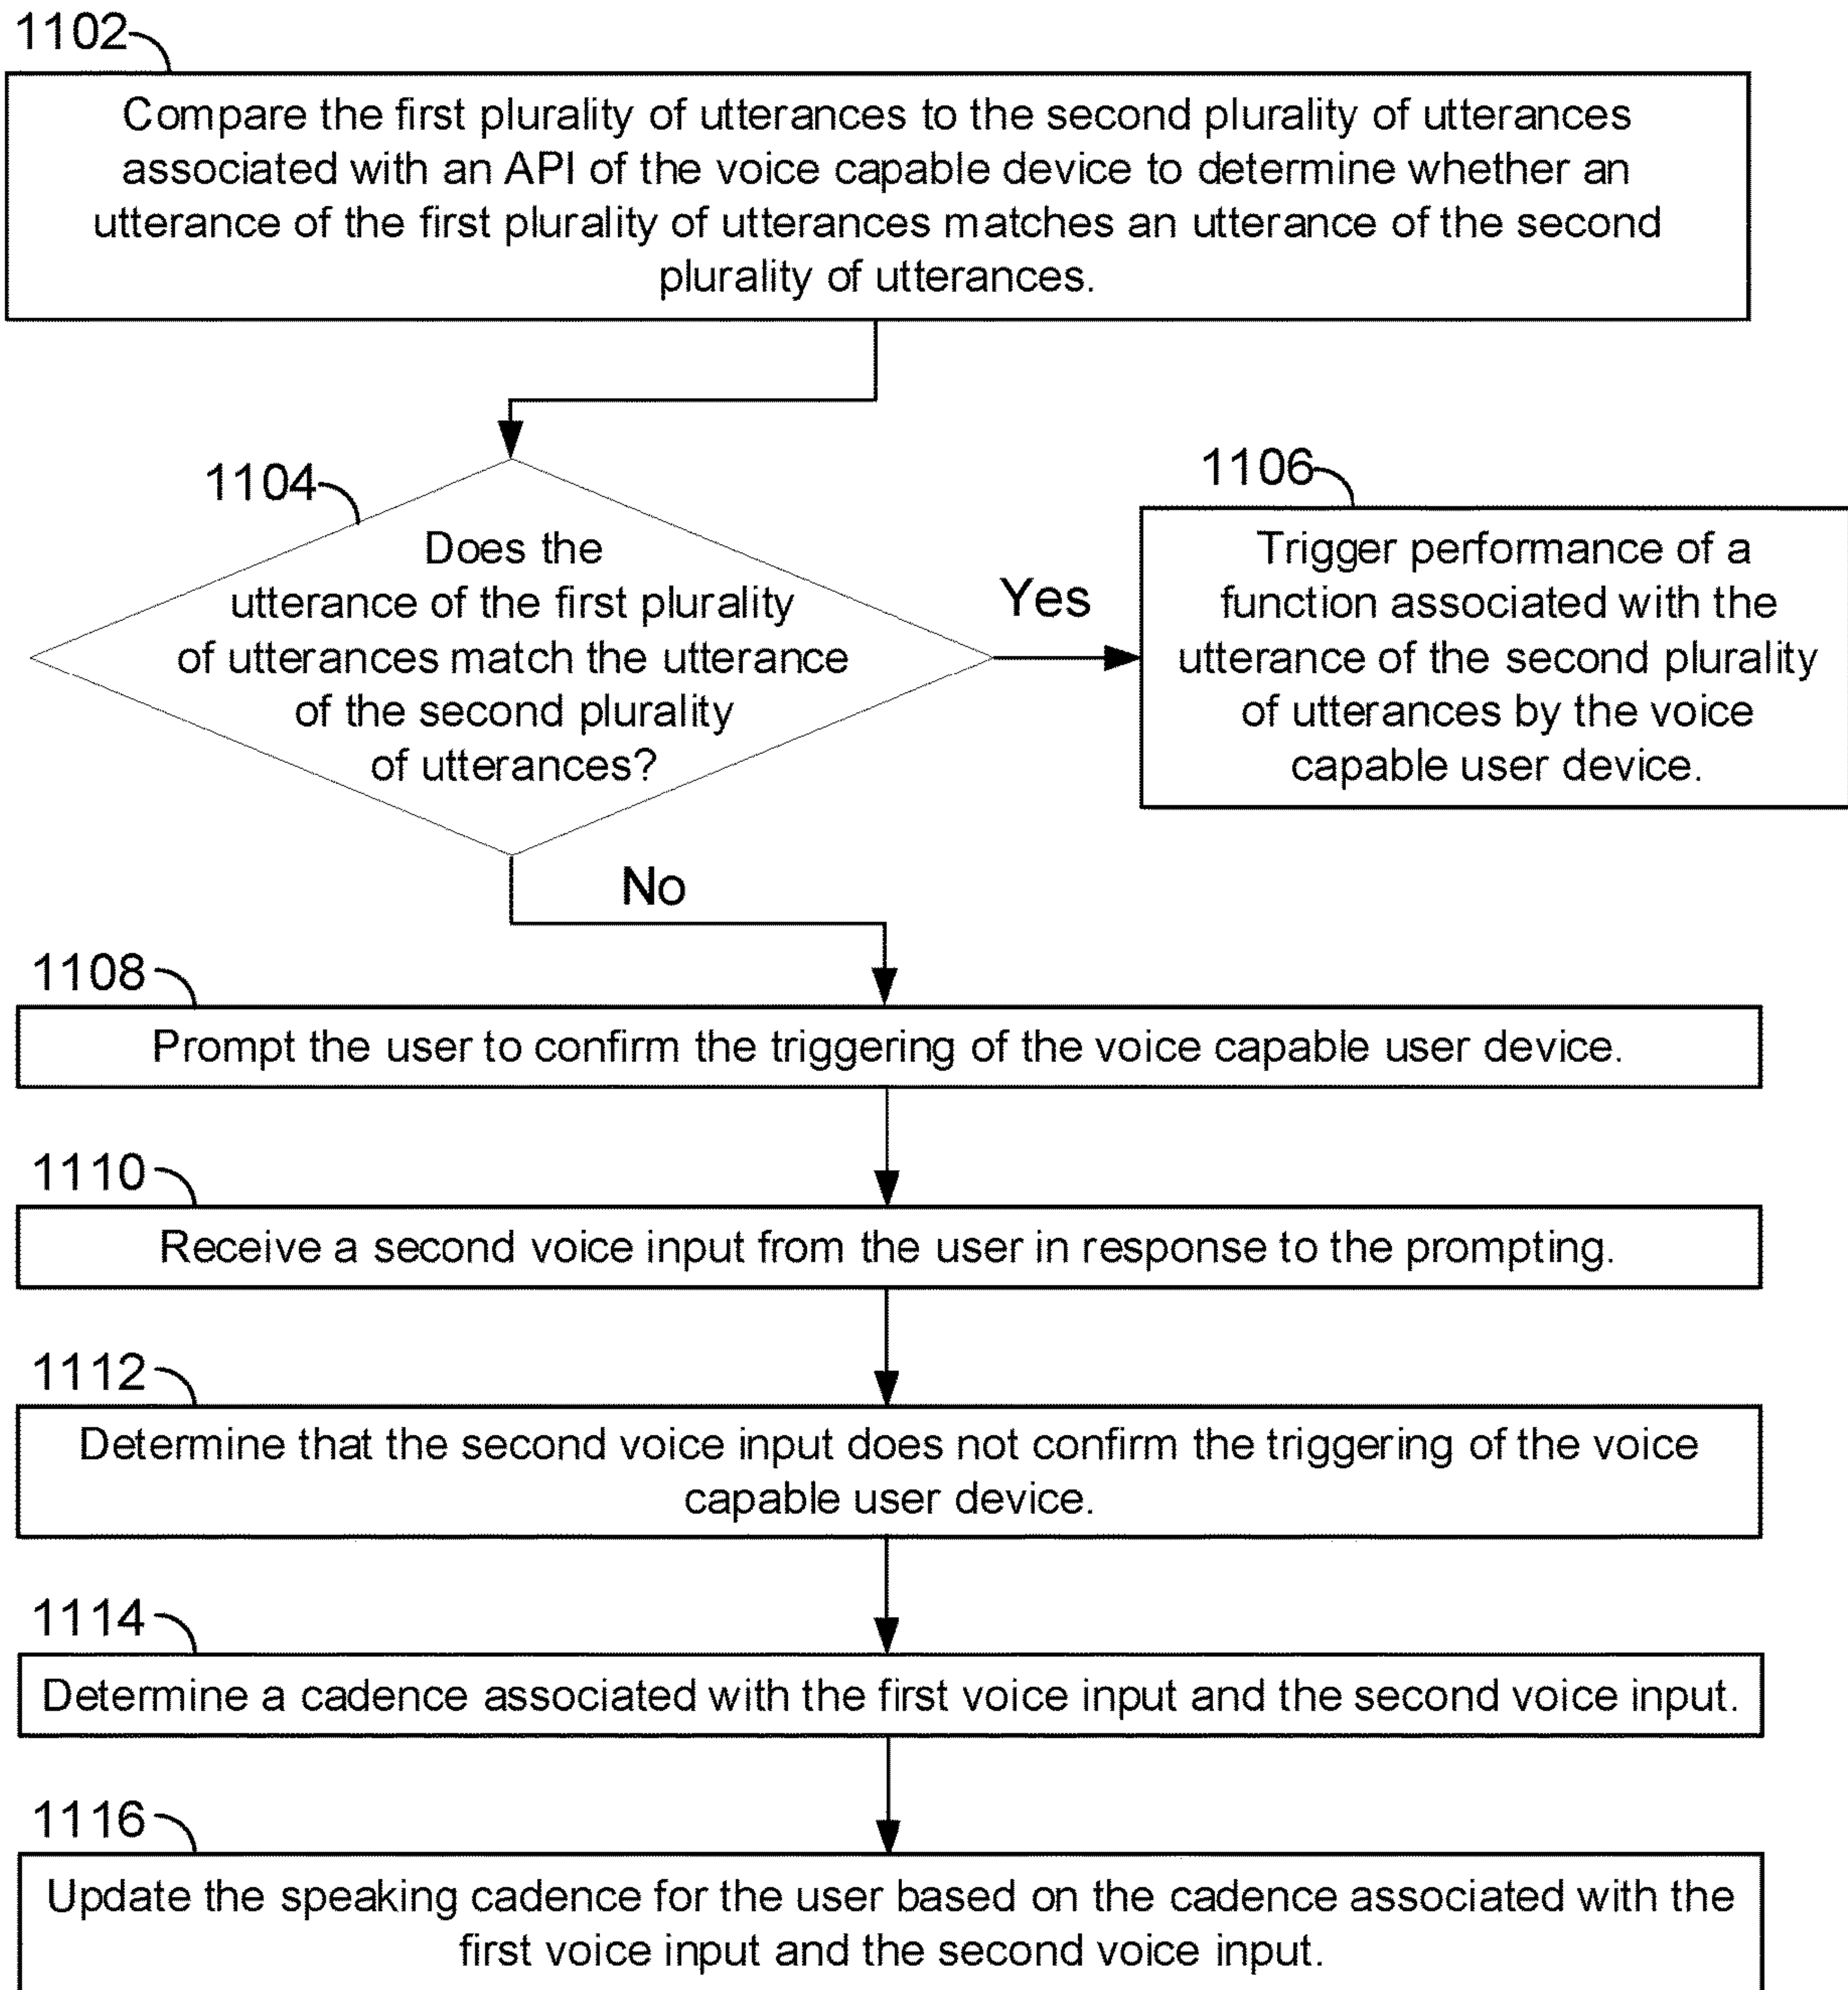 1102
Compare the first plurality of utterances to the second plurality of utterances
associated with an API of the voice capable device to determine whether an
utterance of the first plurality of utterances matches an utterance of the second
plurality of utterances.
1104
Does the
utterance of the first plurality
of utterances match the utterance
of the second plurality
of utterances?
Yes
1106
Trigger performance of a
function associated with the
utterance of the second plurality
of utterances by the voice
capable user device.
No
1108
Prompt the user to confirm the triggering of the voice capable user device.
1110
Receive a second voice input from the user in response to the prompting.
1112
Determine that the second voice input does not confirm the triggering of the voice
capable user device.
1114
Determine a cadence associated with the first voice input and the second voice input.
1116
Update the speaking cadence for the user based on the cadence associated with the
first voice input and the second voice input.